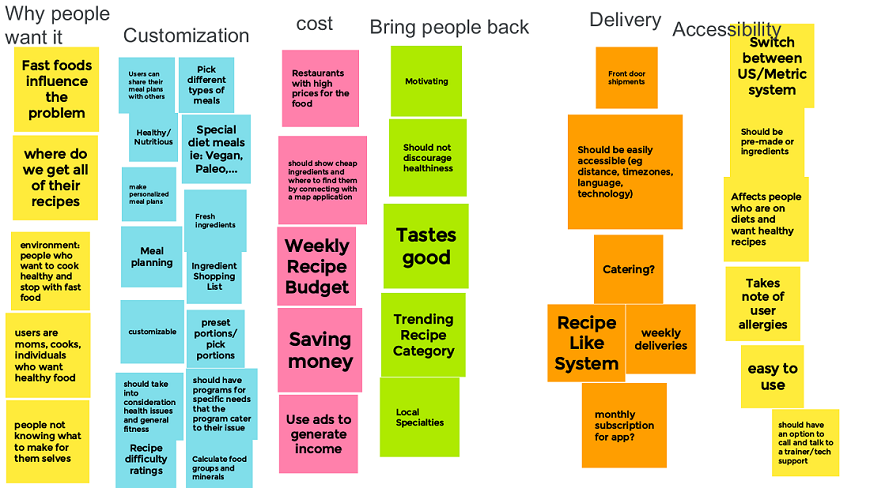 Why people
want it
Fast foods
influence
the
problem
where do
we get all
of their
recipes
environment:
people who
want to cook
healthy and
stop with fast
food
users are
moms, cooks,
individuals
who want
healthy food
people not
knowing what
to make for
them selves
Customization
Users can
share their
meal plans
with others
Pick
different
types of
meals
Healthy/
Nutritious
Special
diet meals
ie: Vegan,
Paleo,...
make
personalized
meal plans
Fresh
ingredients
Meal
planning
Ingredient
Shopping
List
customizable
preset
portions/
pick
portions
should take
into
consideration
health issues
and general
fitness
should have
programs for
specific needs
that the
program cater
to their issue
Recipe
difficulty
ratings
Calculate food
groups and
minerals
cost
Restaurants
with high
prices for the
food
should show cheap
ingredients and
where to find them
by connecting with
a map application
Weekly
Recipe
Budget
Saving
money
Use ads to
generate
income
Bring people back
Motivating
Should not
discourage
healthiness
Tastes
good
Trending
Recipe
Category
Local
Specialties
Delivery
Front door
shipments
Should be easily
accessible (eg
distance, timezones,
language,
technology)
Catering?
Recipe
Like
System
weekly
deliveries
monthly
subscription
for app?
Accessibility
Switch
between
US/Metric
system
Should be
pre-made or
ingredients
Affects people
who are on
diets and
want healthy
recipes
Takes
note of
user
allergies
easy to
use
should have
an option to
call and talk to
a trainer/tech
support